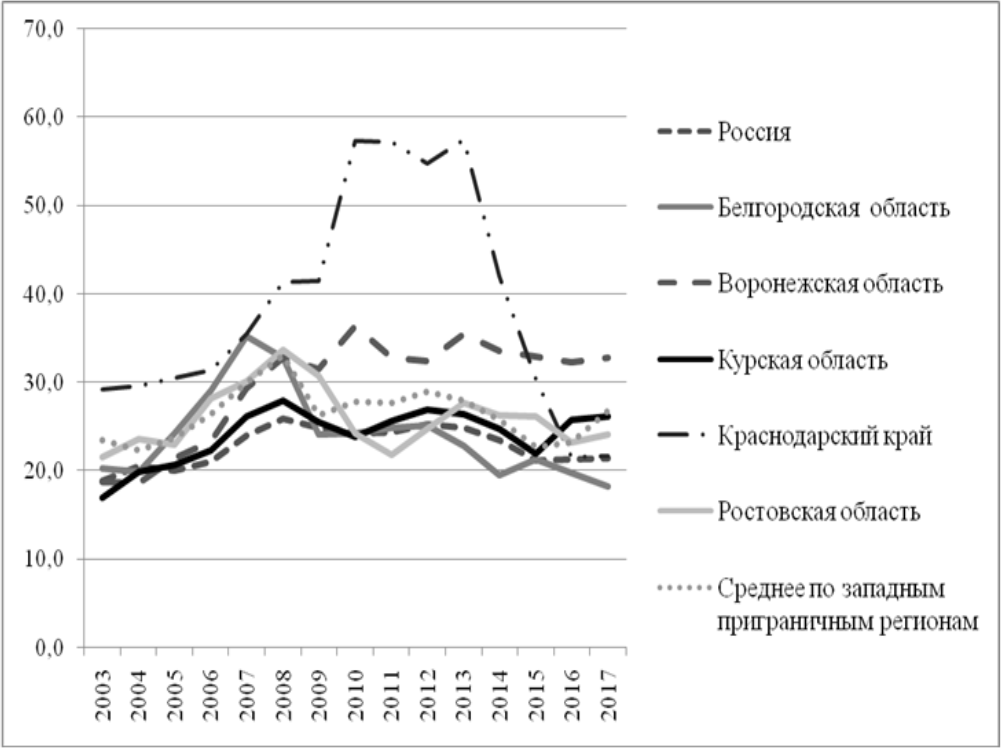 70,0
60,0
50,0
40,0
30,0
20,0
10,0
0,0
2003
2004
2005
2006
2007
2008
2009
2010
2011
2012
2013
2014
2015
2016
2017
Россия
Белгородская область
Воронежская область
Курская область
Краснодарский край
Ростовская область
Среднее по западным
приграничным регионам